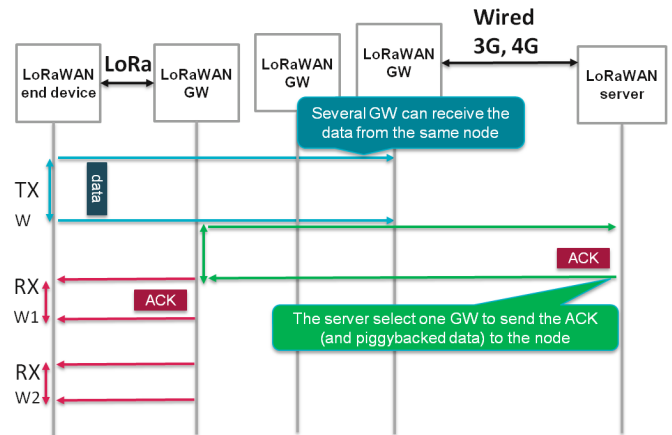 Wired
3G, 4G
LoRaWAN
end device
LoRa
LoRaWAN
GW
LoRaWAN
GW
LoRaWAN
GW
LoRaWAN
server
Several GW can receive the
data from the same node
TX
W
data
ACK
RX
W1
ACK
The server select one GW to send the ACK
(and piggybacked data) to the node
RX
W2